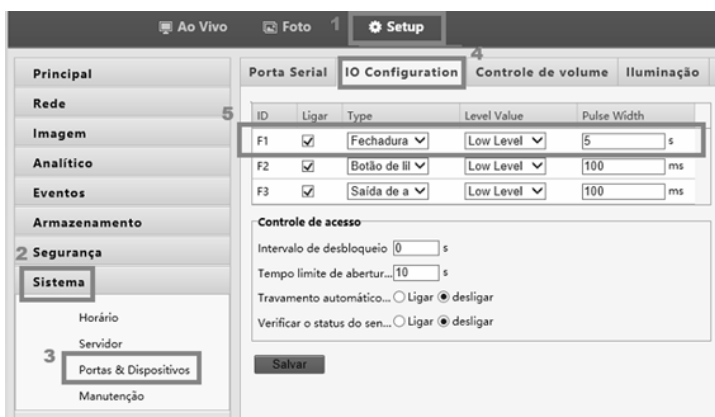 Ao Vivo Foto 1 Setup
Principal
Rede
Imagem
Analítico
Eventos
Armazenamento
2 Segurança
Sistema
Horário
Servidor
3 Portas & Dispositivos
Manutenção
4
Porta Serial IO Configuration Controle de volume Iluminação
5
ID Ligar Type Level Value Pulse Width
F1 Fechadura Low Level 5 s
F2 Botão de lil Low Level 100 ms
F3 Saída de a Low Level 100 ms
Controle de acesso
Intervalo de desbloqueio 0 s
Tempo limite de abertur... 10 s
Travamento automático... Ligar desligar
Verificar o status do sen... Ligar desligar
Salvar